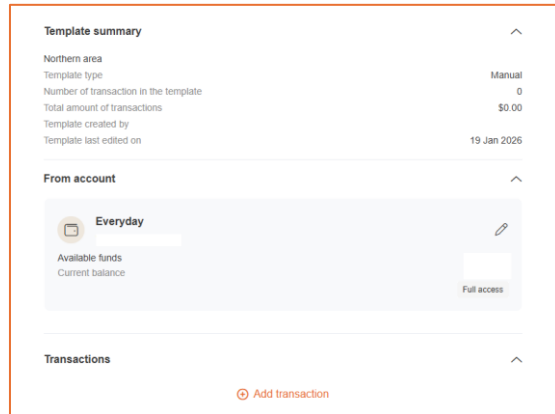 Template summary
Northern area
Template type Manual
Number of transaction in the template 0
Total amount of transactions $0.00
Template created by
Template last edited on 19 Jan 2026
From account
Everyday
Available funds
Current balance
Full access
Transactions
Add transaction